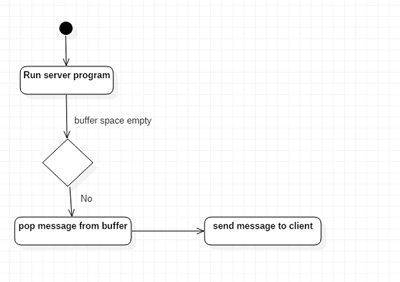 Run server program
buffer space empty
No
pop message from buffer
send message to client